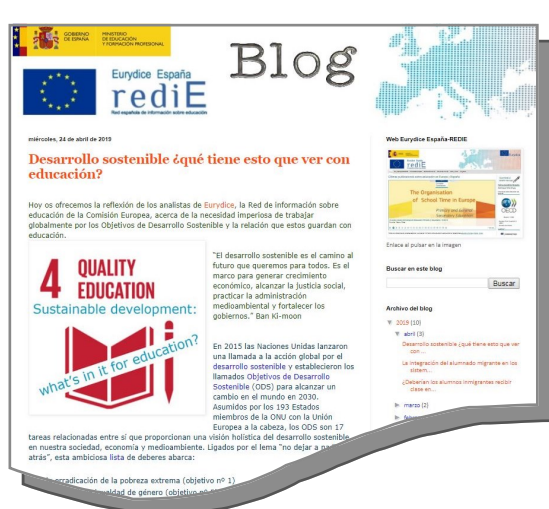 GOBIERNO DE ESPAÑA
MINISTERIO DE EDUCACIÓN Y FORMACIÓN PROFESIONAL
Eurydice España
rediE
Red española de información sobre educación
Blog
miércoles, 24 de abril de 2019
Desarrollo sostenible ¿qué tiene esto que ver con
educación?
Hoy os ofrecemos la reflexión de los analistas de Eurydice, la Red de información sobre
educación de la Comisión Europea, acerca de la necesidad imperiosa de trabajar
globalmente por los Objetivos de Desarrollo Sostenible y la relación que estos guardan con
educación.
4 QUALITY
EDUCATION
Sustainable development:
what's in it for education?
"El desarrollo sostenible es el camino al
futuro que queremos para todos. Es el
marco para generar crecimiento
económico, alcanzar la justicia social,
practicar la administración
medioambiental y fortalecer los
gobiernos." Ban Ki-moon
En 2015 las Naciones Unidas lanzaron
una llamada a la acción global por el
desarrollo sostenible y establecieron los
llamados Objetivos de Desarrollo
Sostenible (ODS) para alcanzar un
cambio en el mundo en 2030.
Asumidos por los 193 Estados
miembros de la ONU con la Unión
Europea a la cabeza, los ODS son 17
tareas relacionadas entre sí que proporcionan una visión holística del desarrollo sostenible
en nuestra sociedad, economía y medioambiente. Ligados por el lema "no dejar a
atrás", esta ambiciosa lista de deberes abarca:
erradicación de la pobreza extrema (objetivo nº 1)
de género (objetivo nº
Web Eurydice España-REDIE
The Organisation
of School Time in Europe
Primary and General
Secondary Education
OECD
Enlace al pulsar en la imagen
Buscar en este blog
Buscar
Archivo del blog
▼ 2019 (10)
▼ abril (3)
Desarrollo sostenible ¿qué tiene esto que ver
con ...
La integración del alumnado migrante en los
sistem...
¿Deberían los alumnos inmigrantes recibir
clase en...
► marzo (2)